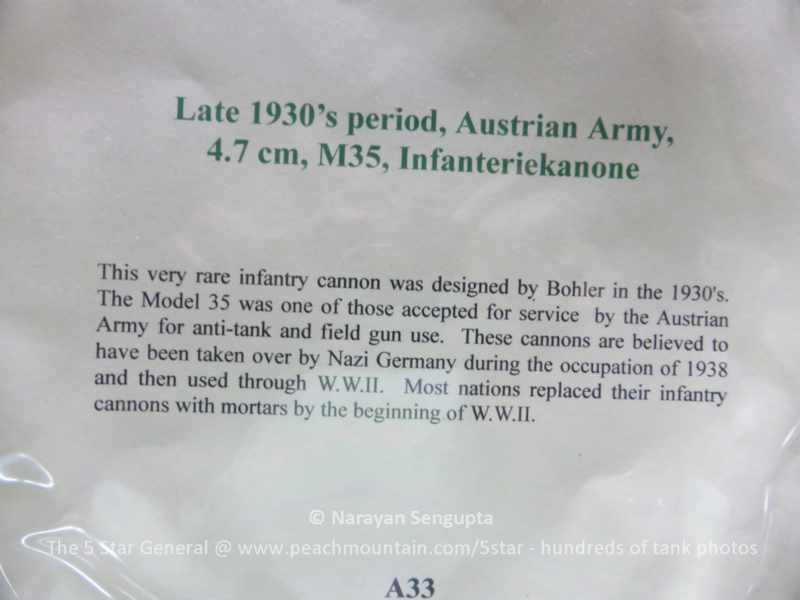 Late 1930's period, Austrian Army,
4.7 cm, M35, Infanteriekanone
This very rare infantry cannon was designed by Bohler in the 1930's.
The Model 35 was one of those accepted for service by the Austrian
Army for anti-tank and field gun use. These cannons are believed to
have been taken over by Nazi Germany during the occupation of 1938
and then used through W.W.II. Most nations replaced their infantry
cannons with mortars by the beginning of W.W.II.
© Narayan Sengupta
The 5 Star General @ www.peachmountain.com/5star - hundreds of tank photos
A33